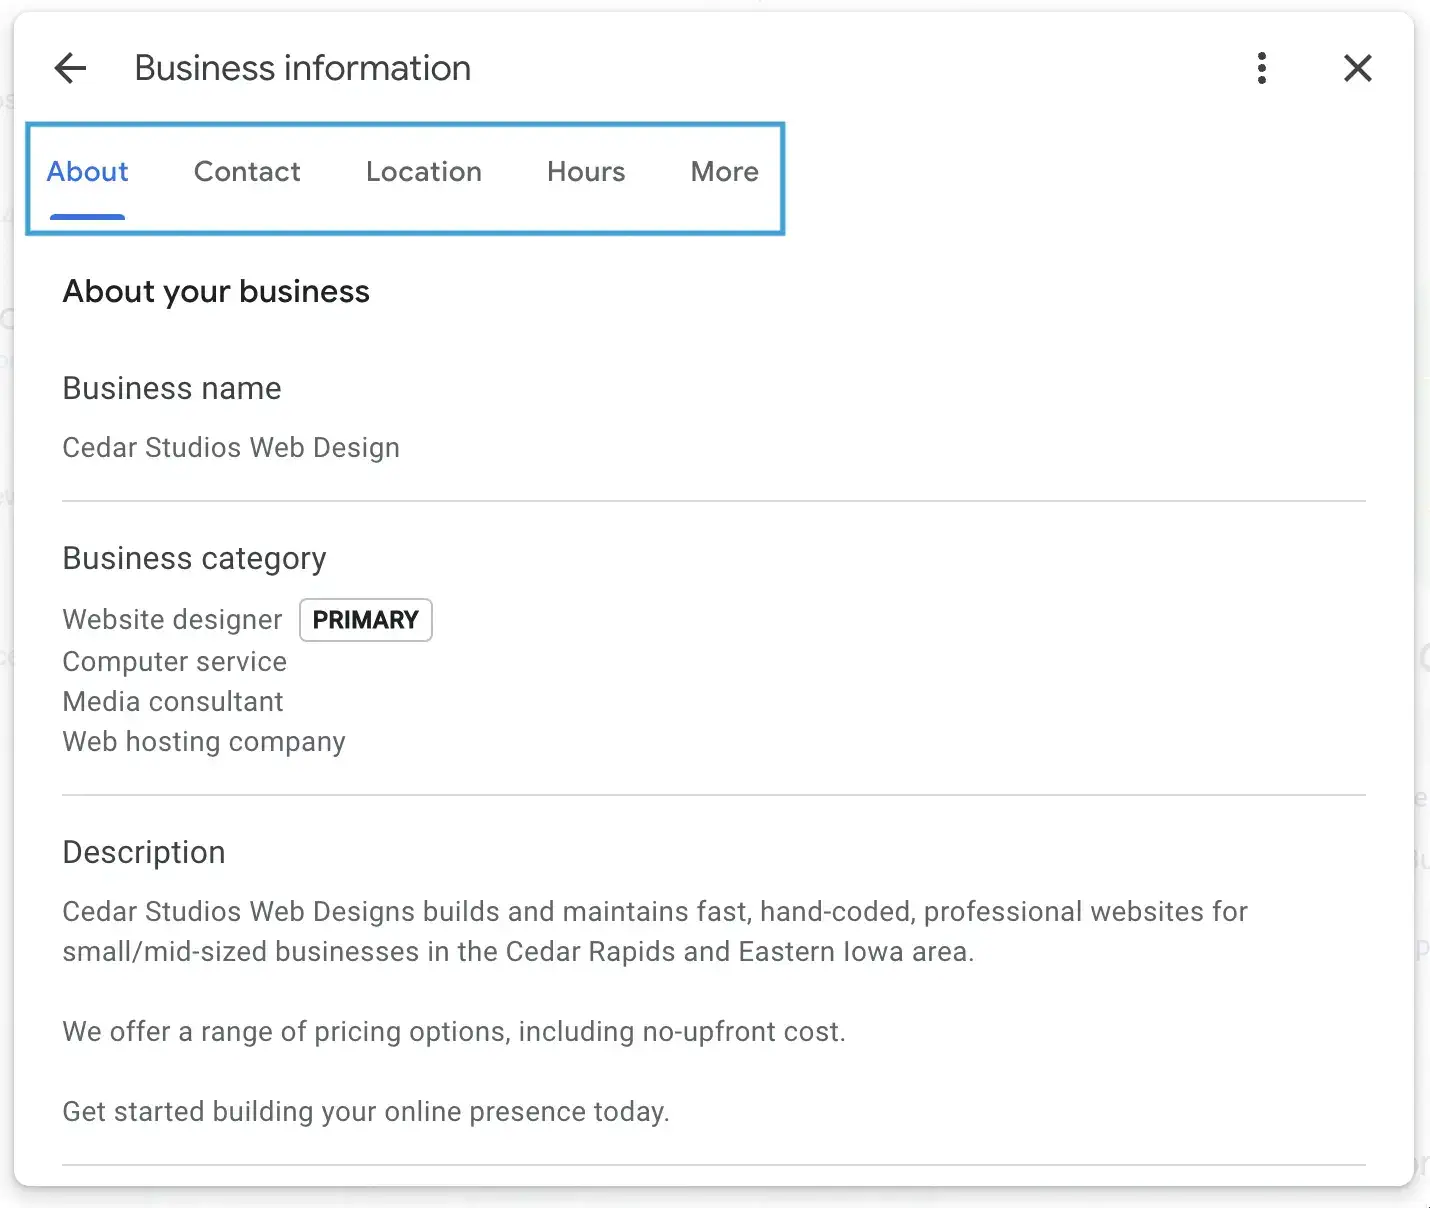 Business information
About Contact Location Hours More
About your business
Business name
Cedar Studios Web Design
Business category
Website designer PRIMARY
Computer service
Media consultant
Web hosting company
Description
Cedar Studios Web Designs builds and maintains fast, hand-coded, professional websites for
small/mid-sized businesses in the Cedar Rapids and Eastern Iowa area.
We offer a range of pricing options, including no-upfront cost.
Get started building your online presence today.